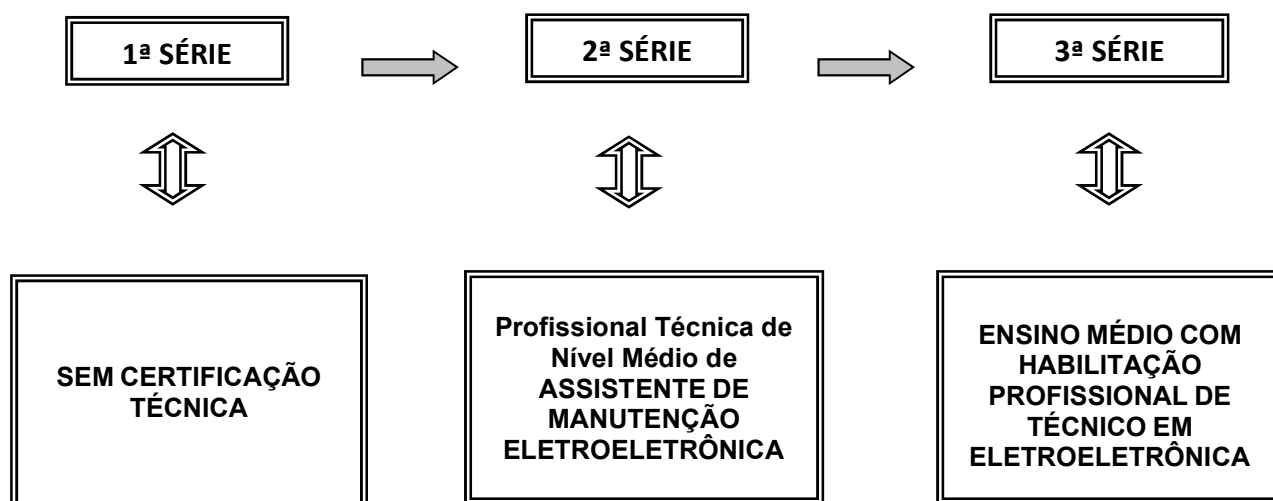 1ª SÉRIE
2ª SÉRIE
3ª SÉRIE
SEM CERTIFICAÇÃO
TÉCNICA
Profissional Técnica de
Nível Médio de
ASSISTENTE DE
MANUTENÇÃO
ELETROELETRÔNICA
ENSINO MÉDIO COM
HABILITAÇÃO
PROFISSIONAL DE
TÉCNICO EM
ELETROELETRÔNICA